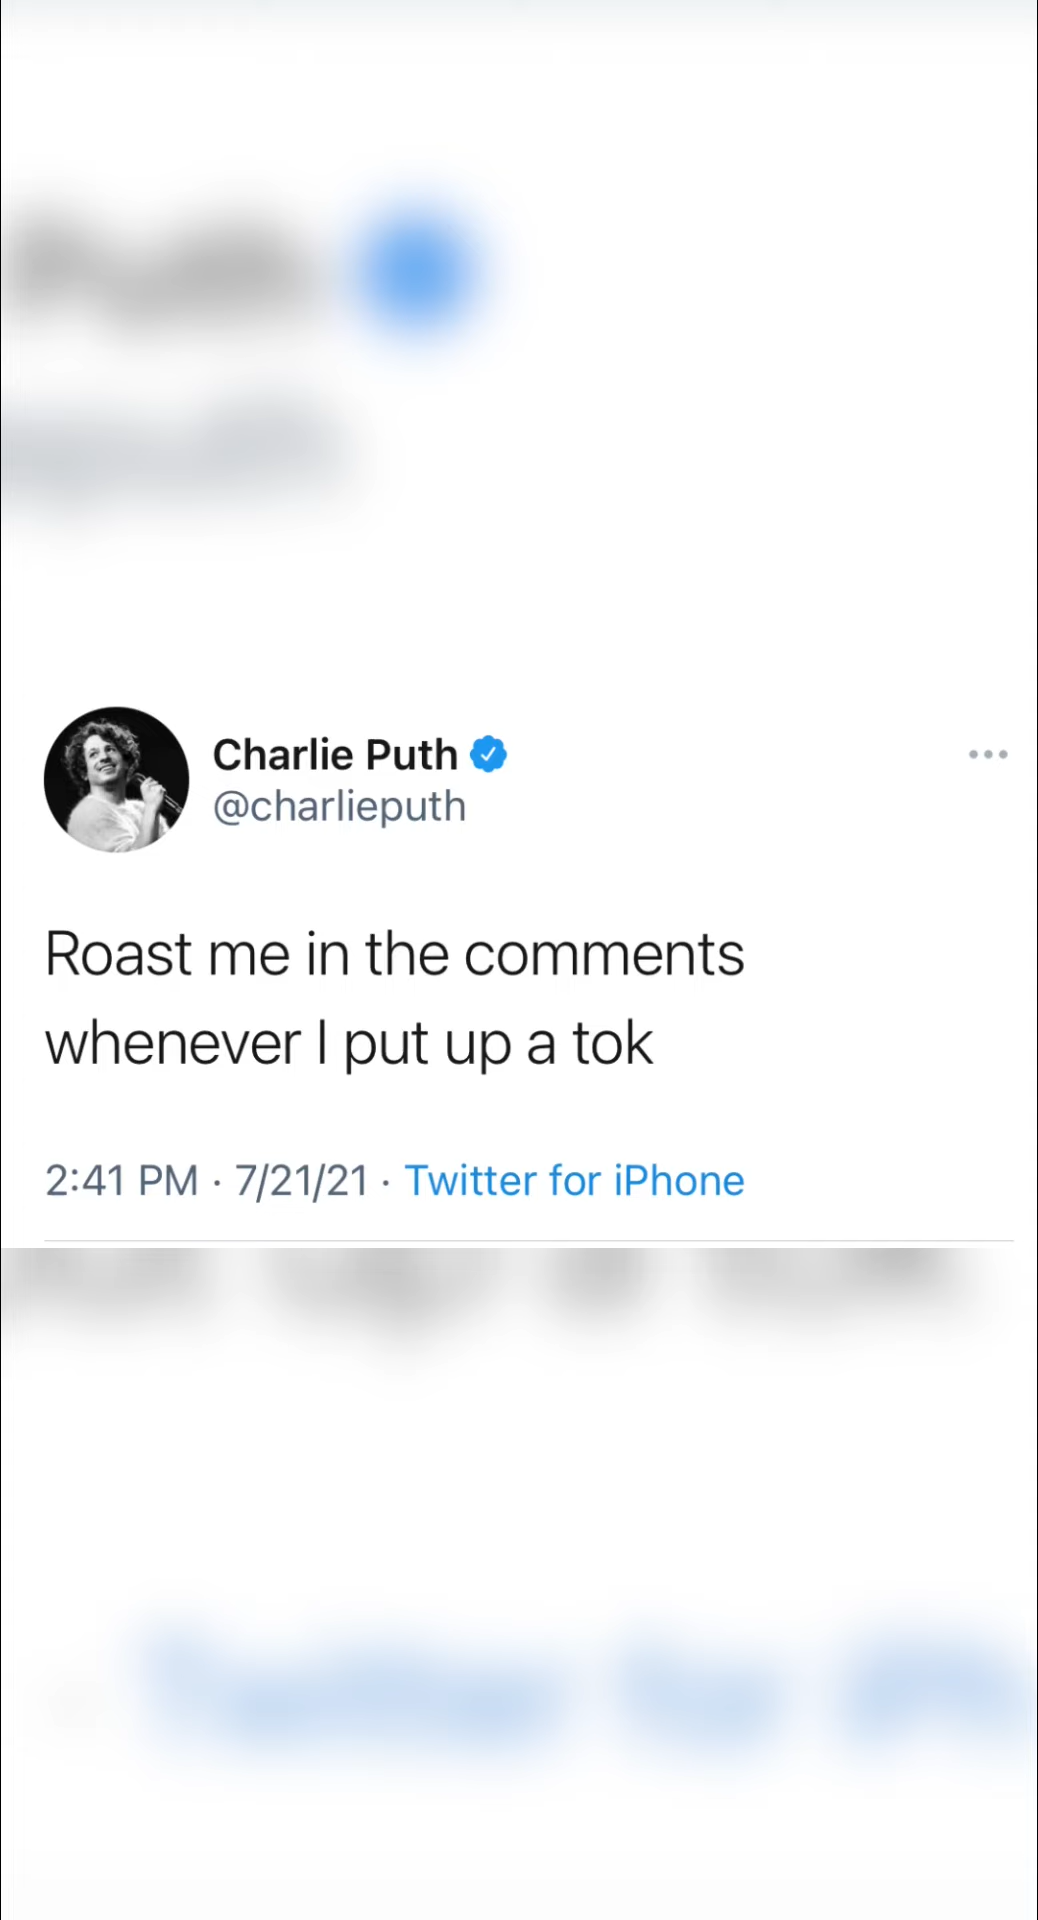 Charlie Puth
@charlieputh
Roast me in the comments
whenever I put up a tok
2:41 PM · 7/21/21 · Twitter for iPhone